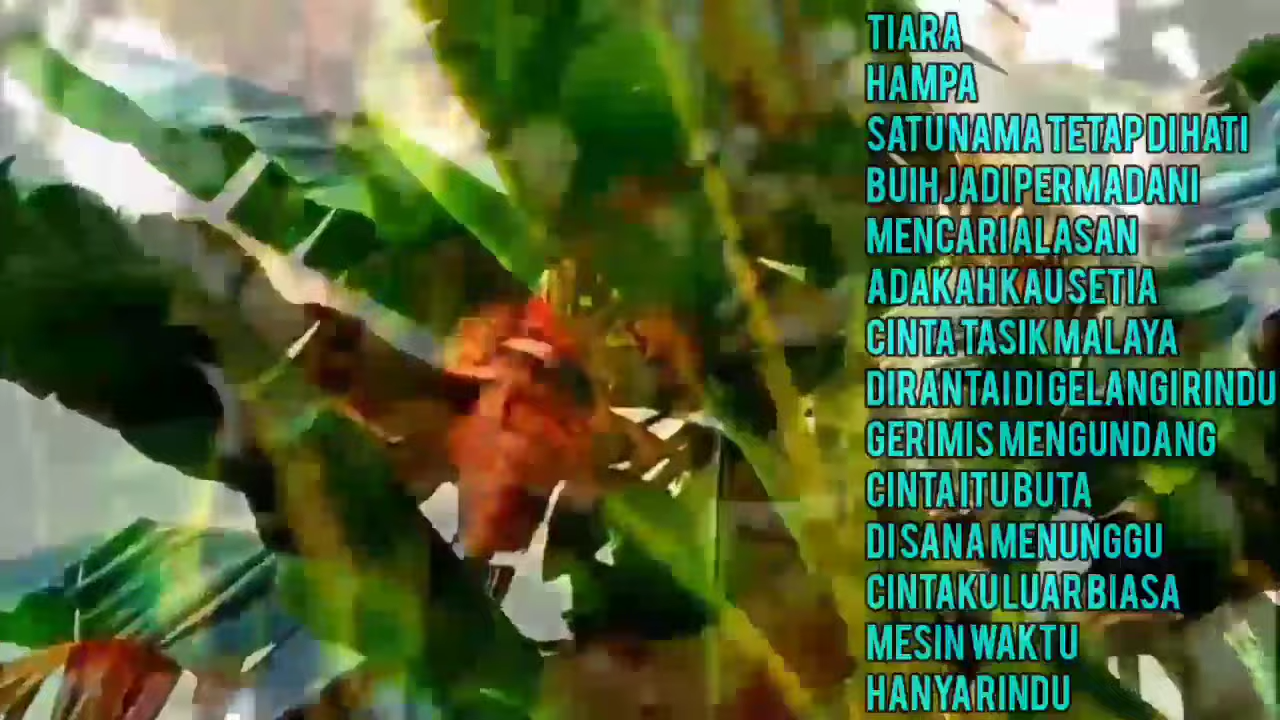 TIARA
HAMPA
SATU NAMA TETAP DI HATI
BUIH JADI PERMADANI
MENCARI ALASAN
ADAKAH KAU SETIA
CINTA TASIK MALAYA
DIRANTAI DI GELANGI RINDU
GERIMIS MENGUNDANG
CINTA ITU BUTA
DI SANA MENUNGGU
CINTAKU LUAR BIASA
MESIN WAKTU
HANYA RINDU